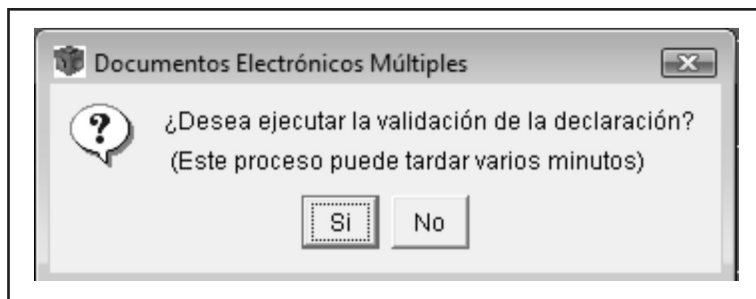 Documentos Electrónicos Múltiples
¿Desea ejecutar la validación de la declaración?
(Este proceso puede tardar varios minutos)
Si No